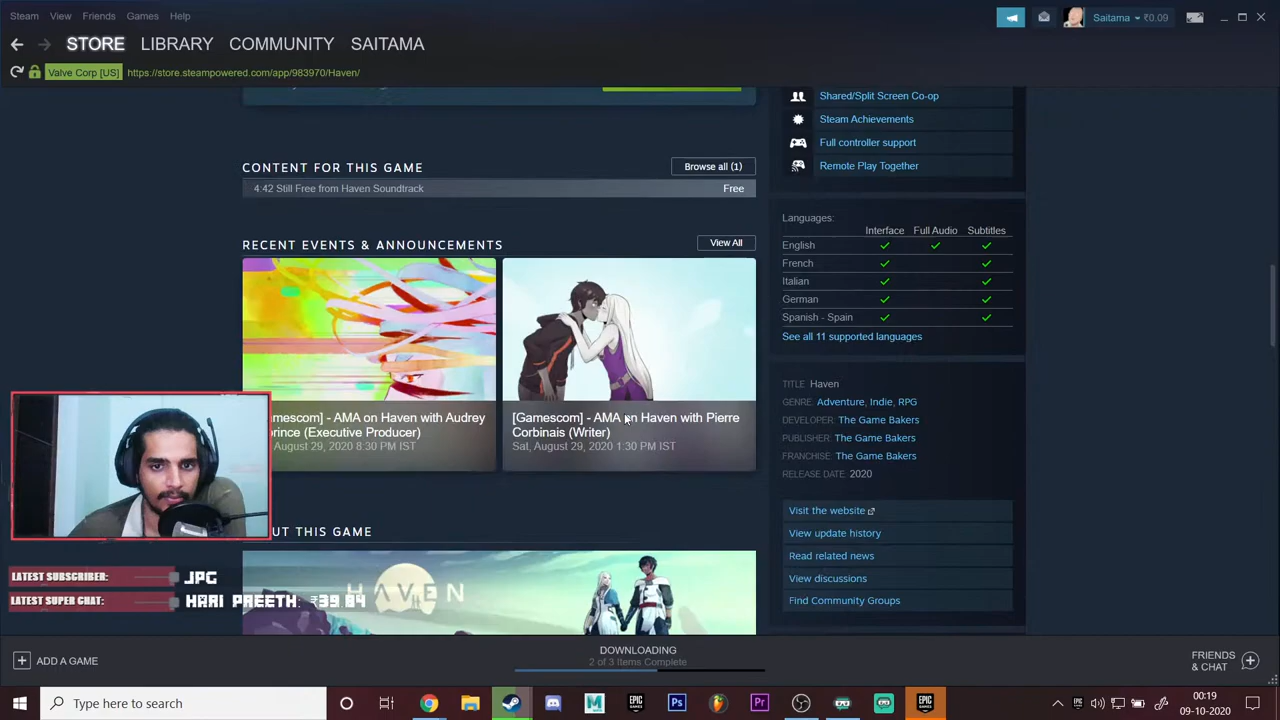 Steam View Friends Games Help
Saitama ₹0.09
STORE LIBRARY COMMUNITY SAITAMA
Valve Corp [US] https://store.steampowered.com/app/983970/Haven/
Shared/Split Screen Co-op
Steam Achievements
Full controller support
Remote Play Together
CONTENT FOR THIS GAME
Browse all (1)
4:42 Still Free from Haven Soundtrack Free
RECENT EVENTS & ANNOUNCEMENTS
View All
Languages:
Interface Full Audio Subtitles
English
French
Italian
German
Spanish - Spain
See all 11 supported languages
mescom] - AMA on Haven with Audrey
prince (Executive Producer)
August 29, 2020 8:30 PM IST
[Gamescom] - AMA on Haven with Pierre
Corbinais (Writer)
Sat, August 29, 2020 1:30 PM IST
TITLE: Haven
GENRE: Adventure, Indie, RPG
DEVELOPER: The Game Bakers
PUBLISHER: The Game Bakers
FRANCHISE: The Game Bakers
RELEASE DATE: 2020
Visit the website
View update history
Read related news
View discussions
Find Community Groups
UT THIS GAME
HAVEN
LATEST SUBSCRIBER: JPG
LATEST SUPER CHAT: HARI PREETH: ₹39.84
ADD A GAME
DOWNLOADING
2 of 3 Items Complete
FRIENDS
& CHAT
Type here to search
00:19
09-10-2020